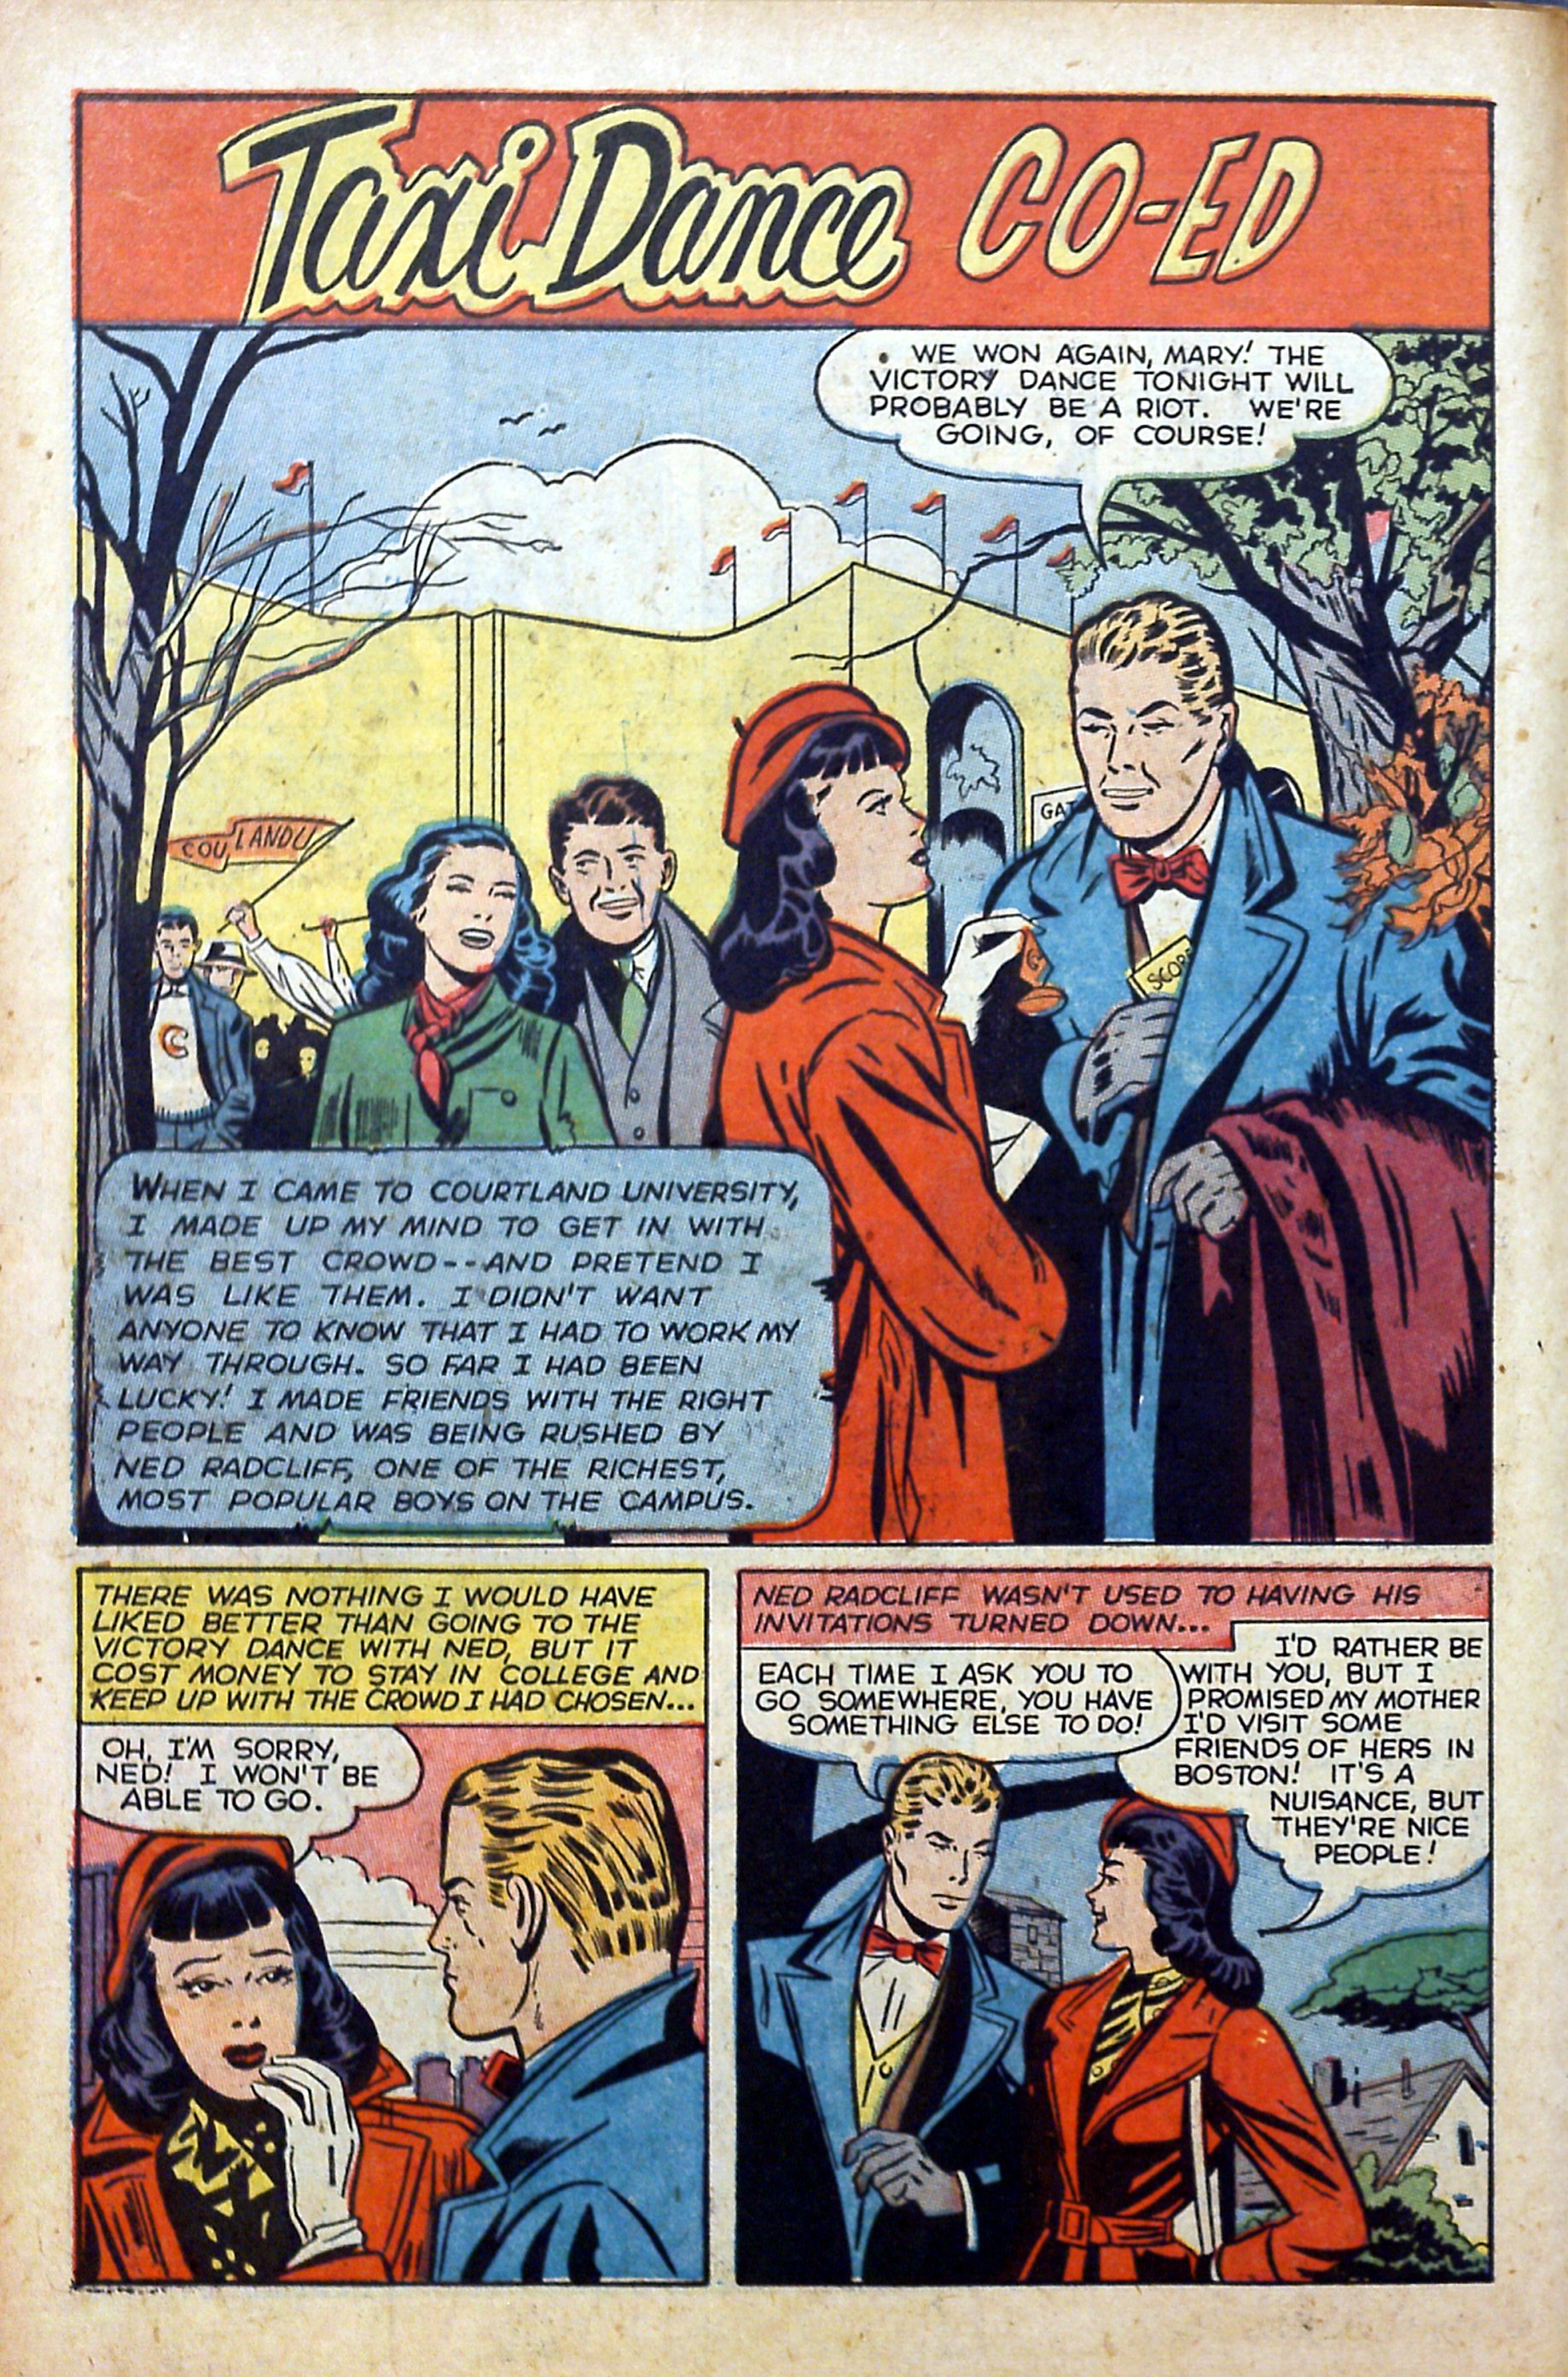 Taxi Dance CO-ED
WE WON AGAIN, MARY! THE
VICTORY DANCE TONIGHT WILL
PROBABLY BE A RIOT. WE'RE
GOING, OF COURSE!
GAT
COU LAND U
SCOR
C
C
WHEN I CAME TO COURTLAND UNIVERSITY,
I MADE UP MY MIND TO GET IN WITH
THE BEST CROWD--AND PRETEND I
WAS LIKE THEM. I DIDN'T WANT
ANYONE TO KNOW THAT I HAD TO WORK MY
WAY THROUGH. SO FAR I HAD BEEN
LUCKY! I MADE FRIENDS WITH THE RIGHT
PEOPLE AND WAS BEING RUSHED BY
NED RADCLIFF, ONE OF THE RICHEST,
MOST POPULAR BOYS ON THE CAMPUS.
THERE WAS NOTHING I WOULD HAVE
LIKED BETTER THAN GOING TO THE
VICTORY DANCE WITH NED, BUT IT
COST MONEY TO STAY IN COLLEGE AND
KEEP UP WITH THE CROWD I HAD CHOSEN...
OH, I'M SORRY,
NED! I WON'T BE
ABLE TO GO.
NED RADCLIFF WASN'T USED TO HAVING HIS
INVITATIONS TURNED DOWN...
EACH TIME I ASK YOU TO
GO SOMEWHERE, YOU HAVE
SOMETHING ELSE TO DO!
I'D RATHER BE
WITH YOU, BUT I
PROMISED MY MOTHER
I'D VISIT SOME
FRIENDS OF HERS IN
BOSTON! IT'S A
NUISANCE, BUT
THEY'RE NICE
PEOPLE!